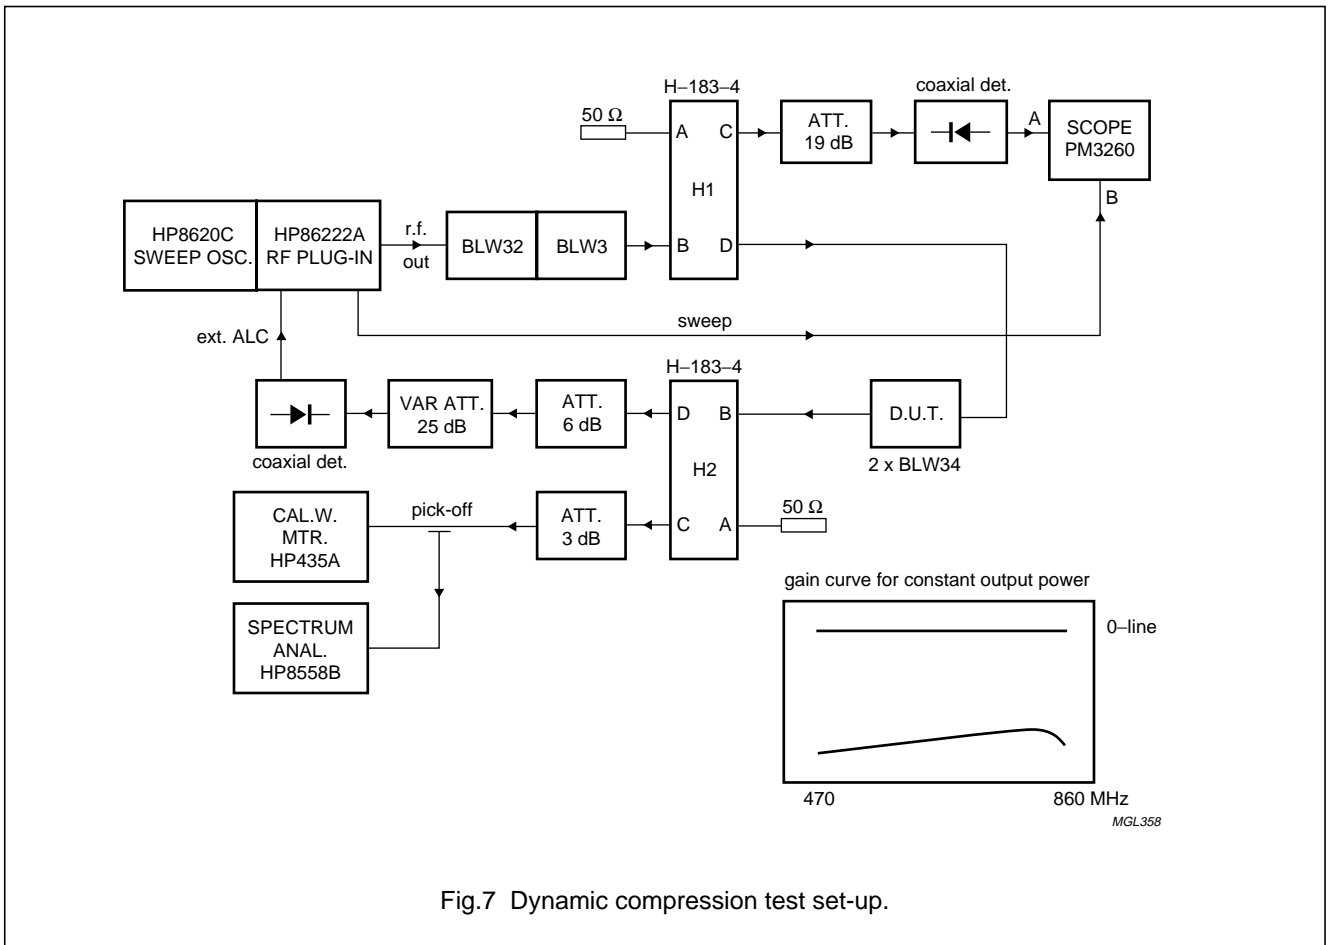 H–183–4
coaxial det.
50 Ω
A
C
ATT.
19 dB
A
SCOPE
PM3260
H1
B
HP8620C
SWEEP OSC.
HP86222A
RF PLUG-IN
r.f.
out
BLW32
BLW3
B
D
sweep
ext. ALC
H–183–4
VAR ATT.
25 dB
ATT.
6 dB
D
B
D.U.T.
coaxial det.
2 x BLW34
H2
CAL.W.
MTR.
HP435A
pick-off
ATT.
3 dB
C
A
50 Ω
SPECTRUM
ANAL.
HP8558B
gain curve for constant output power
0–line
470
860 MHz
MGL358
Fig.7 Dynamic compression test set-up.